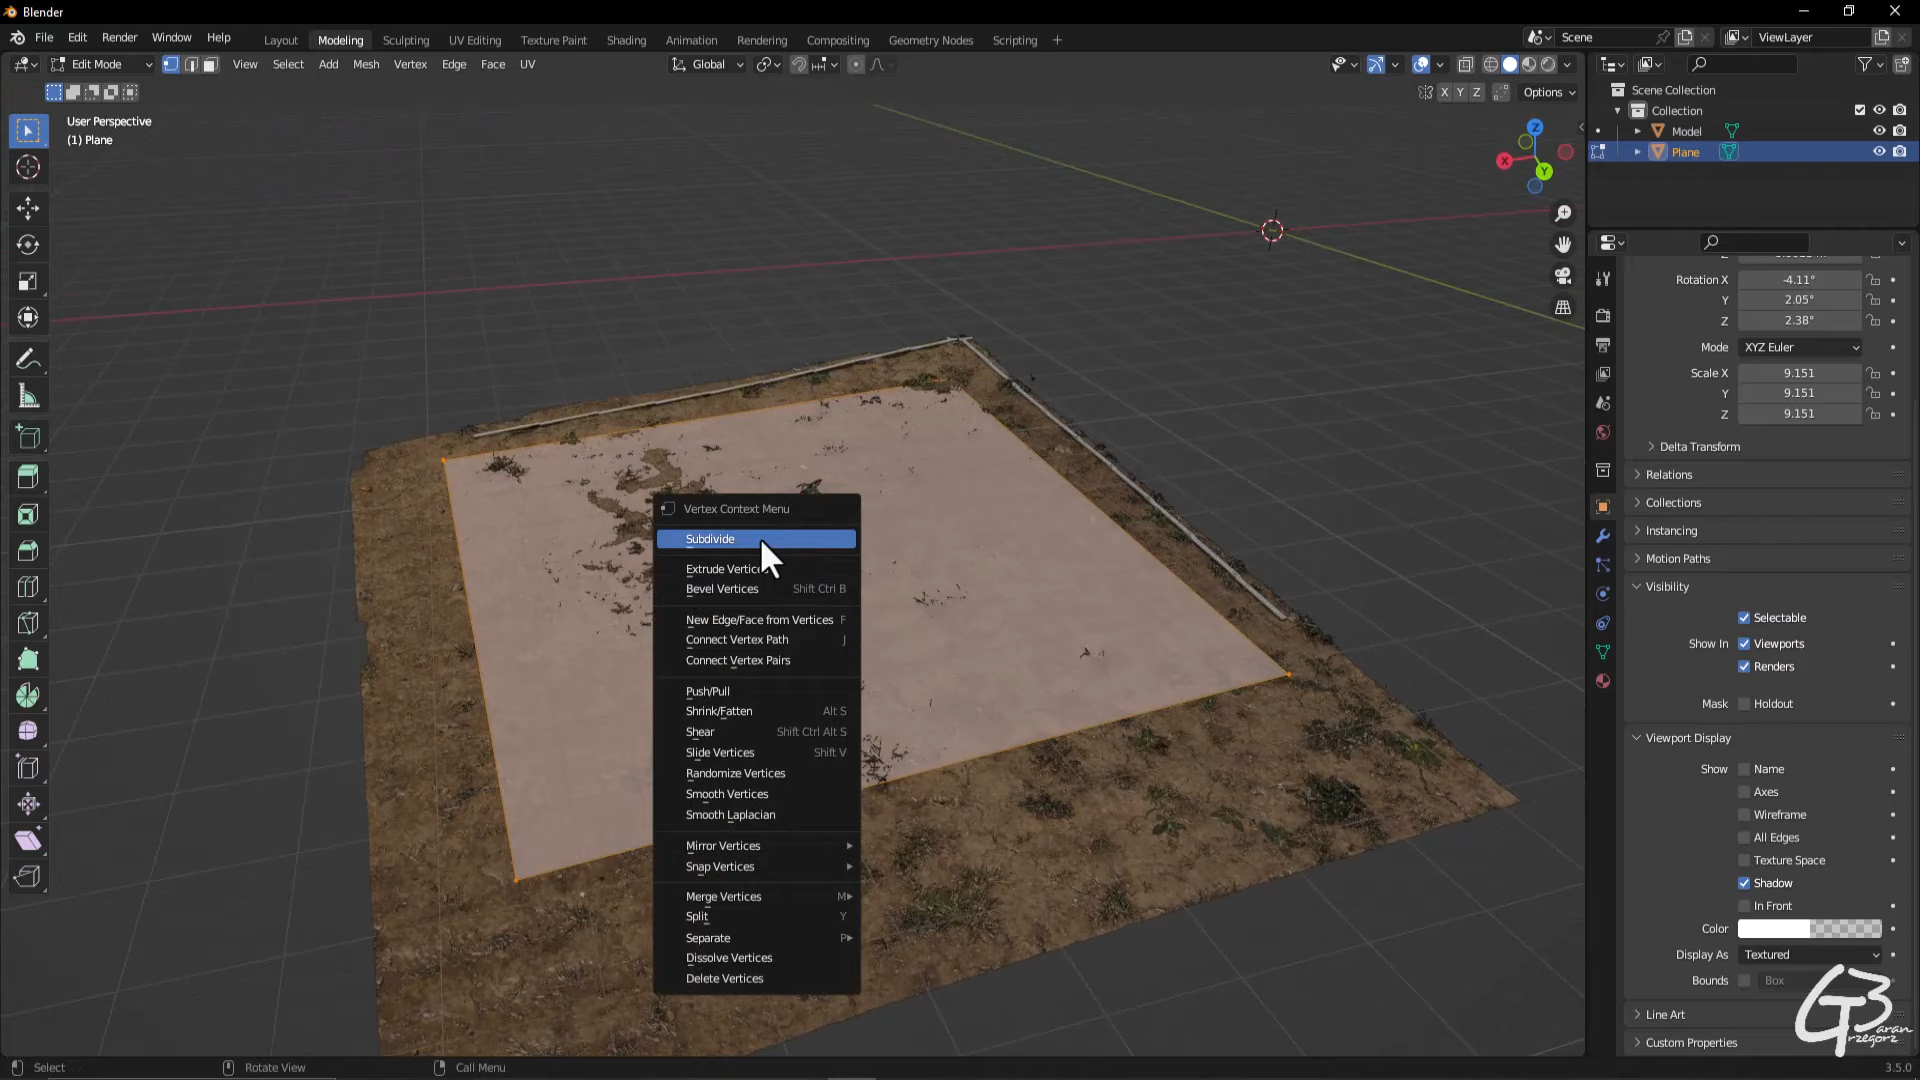 Blender
File Edit Render Window Help
Layout Modeling Sculpting UV Editing Texture Paint Shading Animation Rendering Compositing Geometry Nodes Scripting +
Scene
ViewLayer
Edit Mode View Select Add Mesh Vertex Edge Face UV
Global
X Y Z Options
User Perspective
(1) Plane
Z
X
Y
Scene Collection
Collection
Model
Plane
Rotation X -4.11°
Y 2.05°
Z 2.38°
Mode XYZ Euler
Scale X 9.151
Y 9.151
Z 9.151
Delta Transform
Relations
Collections
Instancing
Motion Paths
Visibility
Selectable
Show In Viewports
Renders
Mask Holdout
Viewport Display
Show Name
Axes
Wireframe
All Edges
Texture Space
Shadow
In Front
Color
Display As Textured
Bounds Box
Line Art
Custom Properties
Vertex Context Menu
Subdivide
Extrude Vertices
Bevel Vertices Shift Ctrl B
New Edge/Face from Vertices F
Connect Vertex Path J
Connect Vertex Pairs
Push/Pull
Shrink/Fatten Alt S
Shear Shift Ctrl Alt S
Slide Vertices Shift V
Randomize Vertices
Smooth Vertices
Smooth Laplacian
Mirror Vertices
Snap Vertices
Merge Vertices M
Split Y
Separate P
Dissolve Vertices
Delete Vertices
Select Rotate View Call Menu
3.5.0